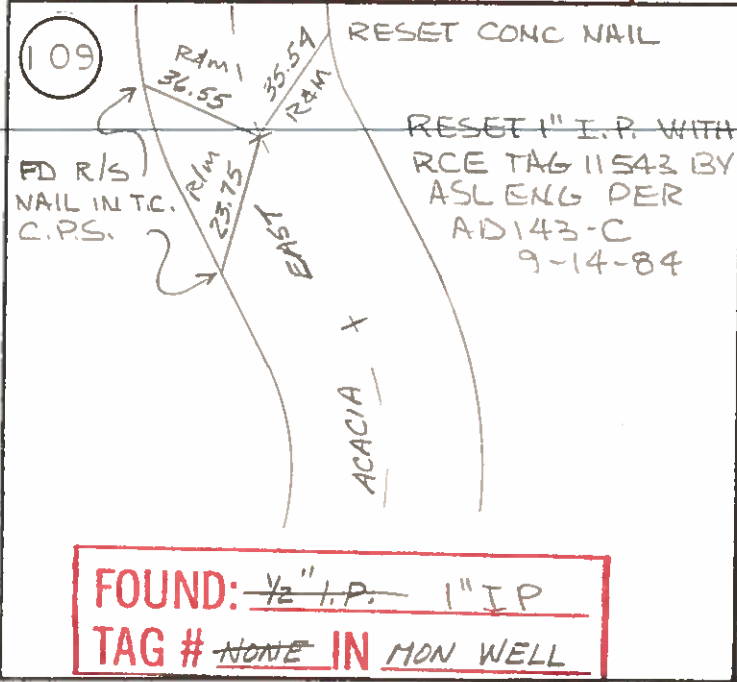 109
R&M
36.55
35.54
R&M
RESET CONC NAIL
RESET 1" I.P. WITH
RCE TAG 11543 BY
ASL ENG PER
AD143-C
9-14-84
FD R/S
NAIL IN T.C.
C.P.S.
R/M
23.75
EAST
ACACIA
FOUND: 1/2" I.P. 1" I P
TAG # NONE IN MON WELL